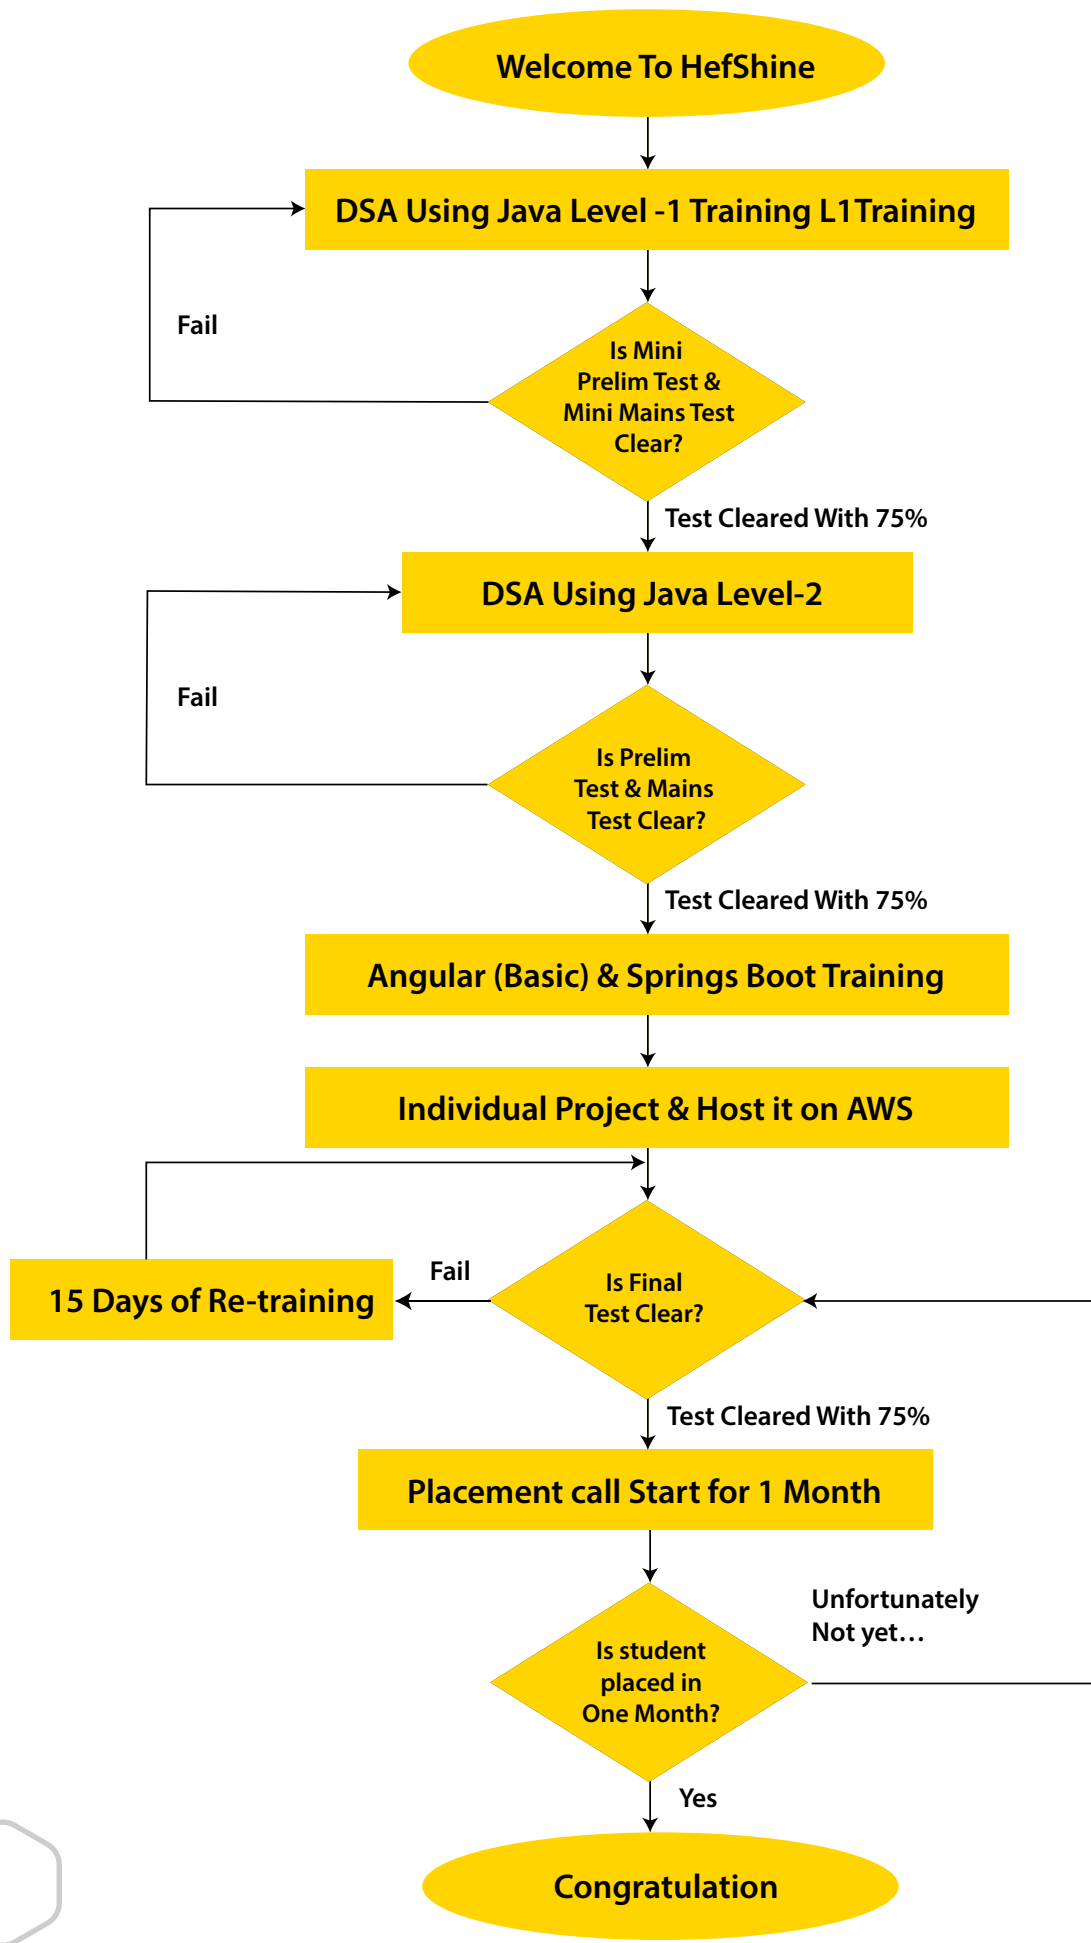 Welcome To HefShine
DSA Using Java Level -1 Training L1Training
Fail
Is Mini
Prelim Test &
Mini Mains Test
Clear?
Test Cleared With 75%
DSA Using Java Level-2
Fail
Is Prelim
Test & Mains
Test Clear?
Test Cleared With 75%
Angular (Basic) & Springs Boot Training
Individual Project & Host it on AWS
15 Days of Re-training
Fail
Is Final
Test Clear?
Test Cleared With 75%
Placement call Start for 1 Month
Unfortunately
Not yet...
Is student
placed in
One Month?
Yes
Congratulation